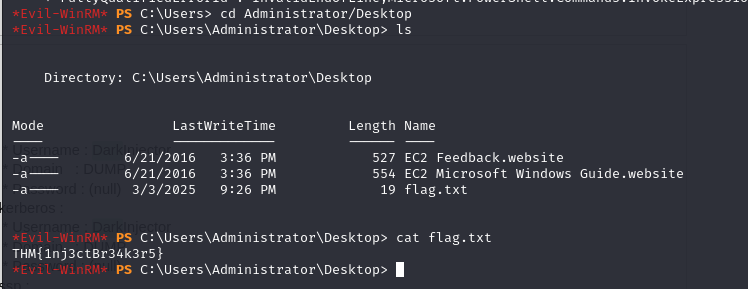 *Evil-WinRM* PS C:\Users> cd Administrator/Desktop
*Evil-WinRM* PS C:\Users\Administrator\Desktop> ls
Directory: C:\Users\Administrator\Desktop
Mode LastWriteTime Length Name
---- ------------- ------ ----
-a---- 6/21/2016 3:36 PM 527 EC2 Feedback.website
-a---- 6/21/2016 3:36 PM 554 EC2 Microsoft Windows Guide.website
-a---- 3/3/2025 9:26 PM 19 flag.txt
*Evil-WinRM* PS C:\Users\Administrator\Desktop> cat flag.txt
THM{1nj3ctBr34k3r5}
*Evil-WinRM* PS C:\Users\Administrator\Desktop>